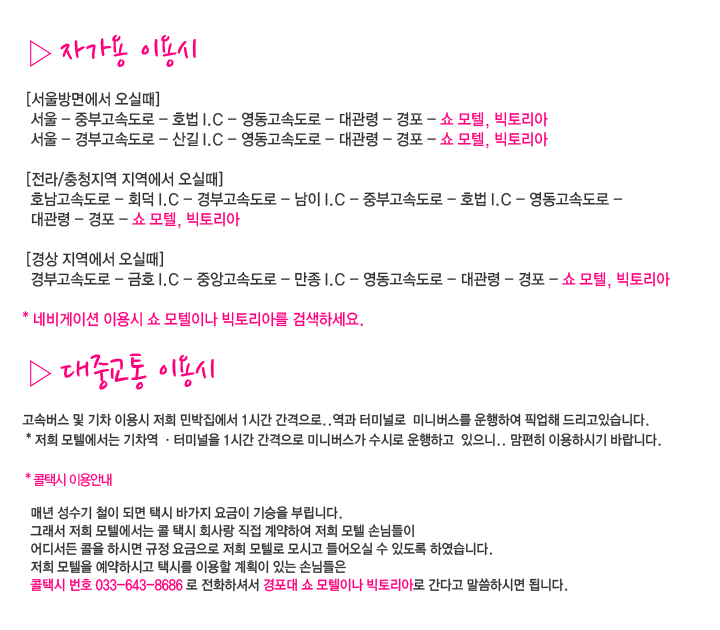 ▷ 자가용 이용시
[서울방면에서 오실때]
서울 - 중부고속도로 - 호법 I.C - 영동고속도로 - 대관령 - 경포 - 쇼 모텔, 빅토리아
서울 - 경부고속도로 - 신길 I.C - 영동고속도로 - 대관령 - 경포 - 쇼 모텔, 빅토리아
[전라/충청지역 지역에서 오실때]
호남고속도로 - 회덕 I.C - 경부고속도로 - 남이 I.C - 중부고속도로 - 호법 I.C - 영동고속도로 -
대관령 - 경포 - 쇼 모텔, 빅토리아
[경상 지역에서 오실때]
경부고속도로 - 금호 I.C - 중앙고속도로 - 만종 I.C - 영동고속도로 - 대관령 - 경포 - 쇼 모텔, 빅토리아
* 네비게이션 이용시 쇼 모텔이나 빅토리아를 검색하세요.
▷ 대중교통 이용시
고속버스 및 기차 이용시 저희 민박집에서 1시간 간격으로..역과 터미널로 미니버스를 운행하여 픽업해 드리고있습니다.
* 저희 모텔에서는 기차역 · 터미널을 1시간 간격으로 미니버스가 수시로 운행하고 있으니.. 맘편히 이용하시기 바랍니다.
* 콜택시 이용안내
매년 성수기 철이 되면 택시 바가지 요금이 기승을 부립니다.
그래서 저희 모텔에서는 콜 택시 회사랑 직접 계약하여 저희 모텔 손님들이
어디서든 콜을 하시면 규정 요금으로 저희 모텔로 모시고 들어오실 수 있도록 하였습니다.
저희 모텔을 예약하시고 택시를 이용할 계획이 있는 손님들은
콜택시 번호 033-643-8686 로 전화하셔서 경포대 쇼 모텔이나 빅토리아로 간다고 말씀하시면 됩니다.